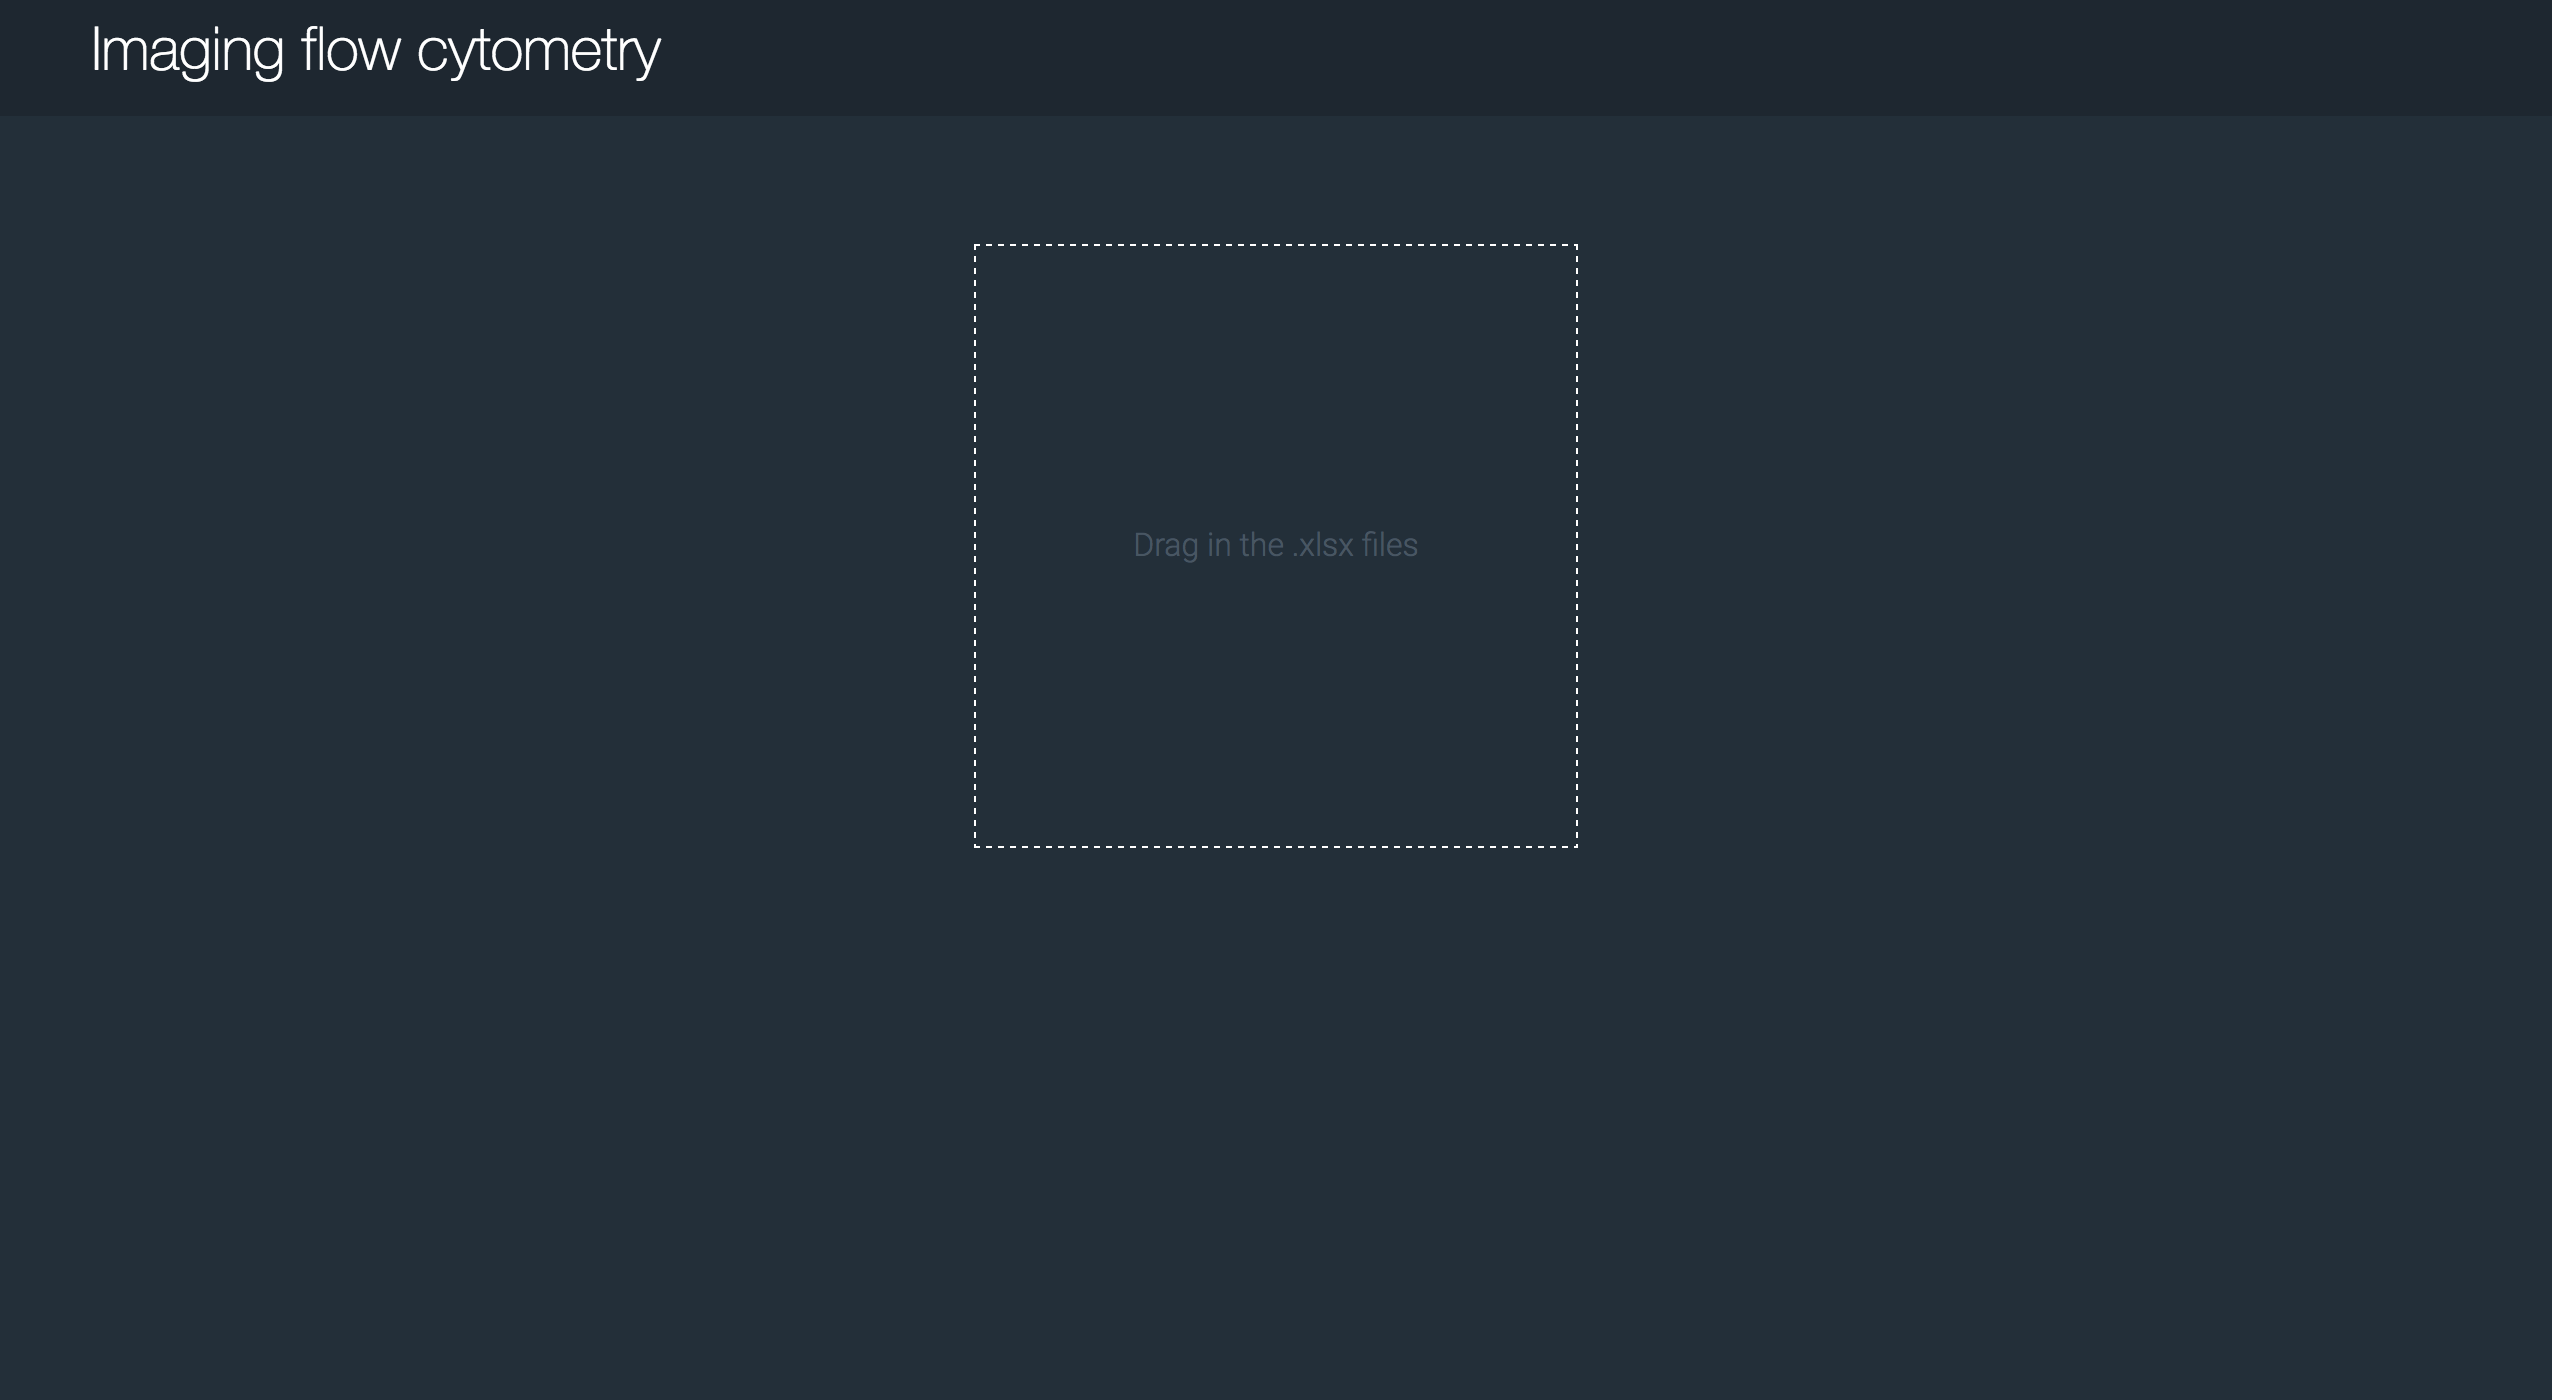 Imaging flow cytometry
Drag in the .xlsx files